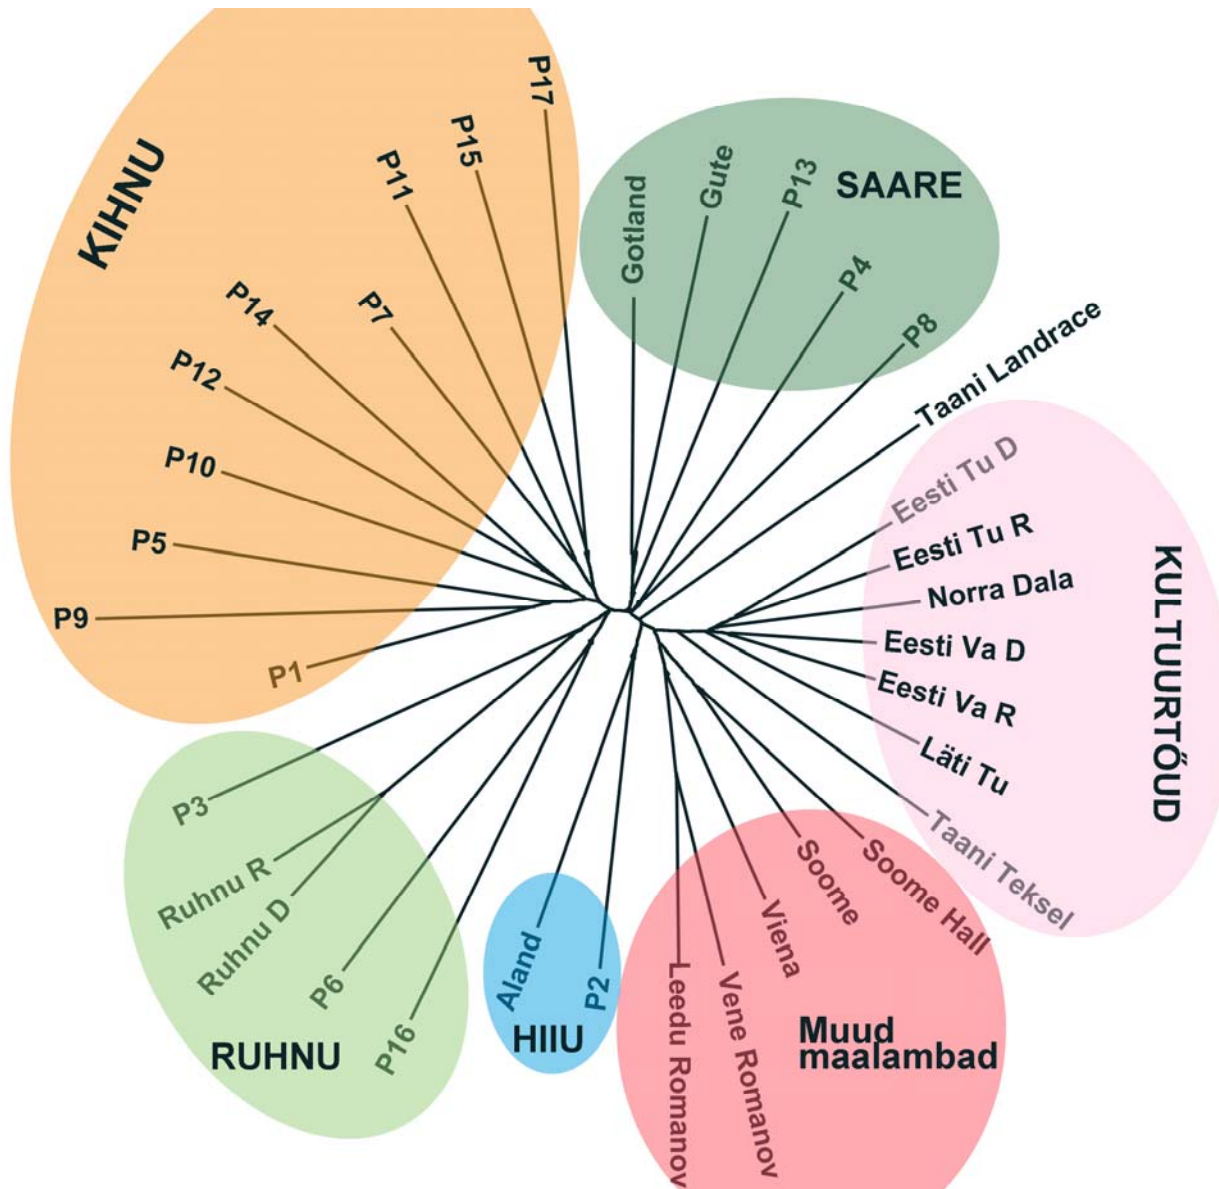 KIHNU
P17
P15
P11
P7
P14
P12
P10
P5
P9
P1
SAARE
Gotland
Gute
P13
P4
P8
Taani Landrace
KULTUURTŐUD
Eesti Tu D
Eesti Tu R
Norra Dala
Eesti Va D
Eesti Va R
Läti Tu
Taani Teksel
Muud
maalambad
Soome Hall
Soome
Viena
Vene Romanov
Leedu Romanov
HIIU
P2
Aland
RUHNU
P16
P6
Ruhnu D
Ruhnu R
P3